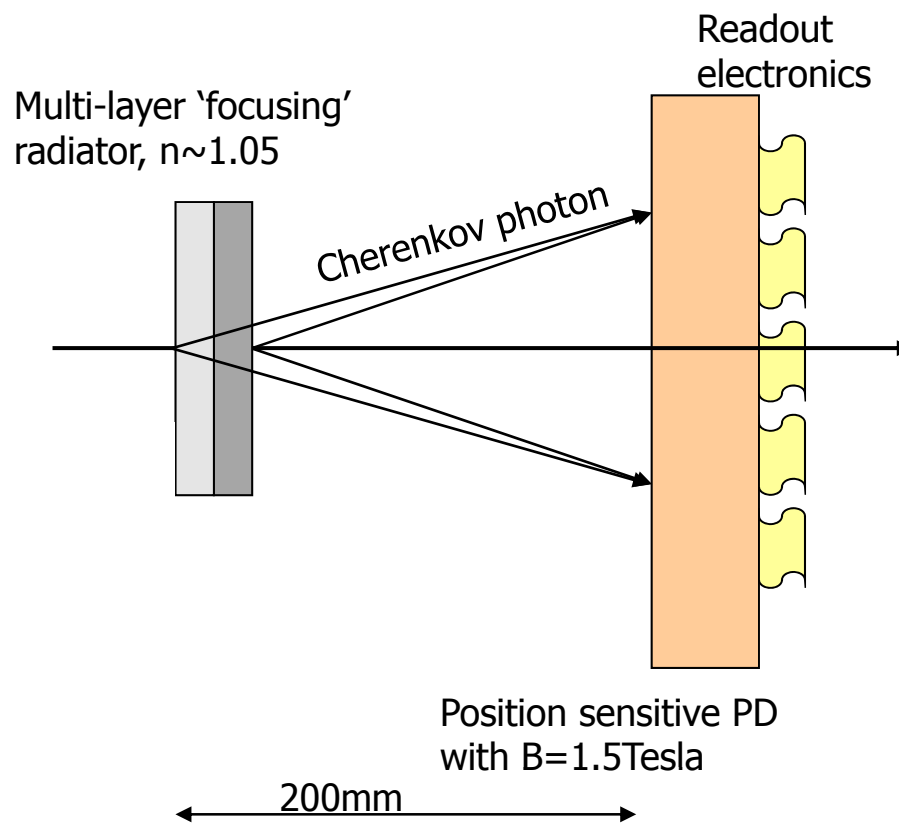 Readout
electronics
Multi-layer ‘focusing’
radiator, n~1.05
Cherenkov photon
Position sensitive PD
with B=1.5Tesla
200mm